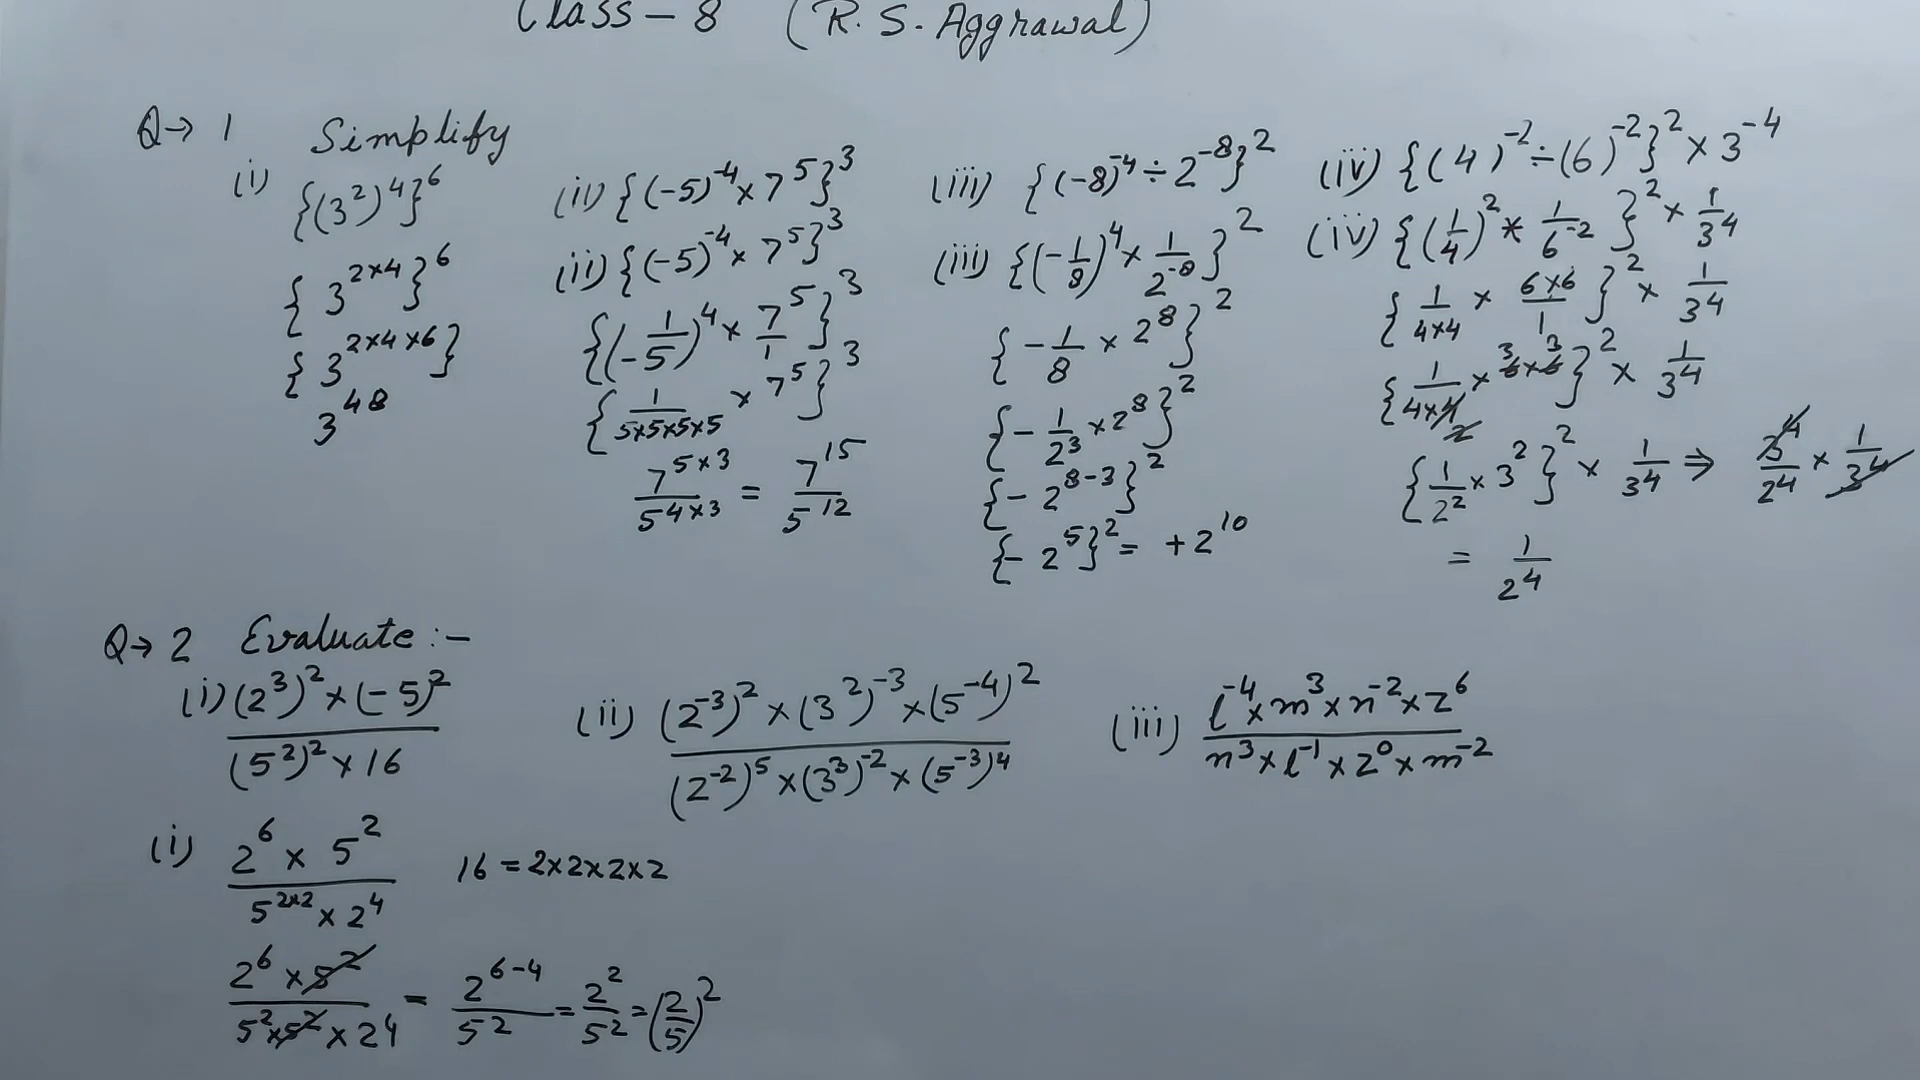 Class – 8 (R. S. Aggrawal)
Q→ 1 Simplify
(i) {(3²)⁴}⁶
{3^{2×4}}⁶
{3^{2×4×6}}
3⁴⁸
(ii) {(-5)⁻⁴ × 7⁵}³
(ii) {(-5)⁻⁴ × 7⁵}³
{(-1/5)⁴ × 7⁵/1}³
{1/5×5×5×5 × 7⁵}³
7^{5×3}/5^{4×3} = 7¹⁵/5¹²
(iii) {(-8)⁻⁴ ÷ 2⁻⁸}²
(iii) {(-1/8)⁴ × 1/2⁻⁸}²
{-1/8 × 2⁸}²
{-1/2³ × 2⁸}²
{-2^{8-3}}²
{-2⁵}² = +2¹⁰
(iv) {(4)⁻² ÷ (6)⁻²}² × 3⁻⁴
(iv) {(1/4)² × 1/6⁻²}² × 1/3⁴
{1/4×4 × 6×6/1}² × 1/3⁴
{1/4×4 × 6×6}² × 1/3⁴ 3 3 2
{1/2² × 3²}² × 1/3⁴ ⇒ 3⁴/2⁴ × 1/3⁴
= 1/2⁴
Q→ 2 Evaluate :-
(i) (2³)² × (-5)² / (5²)² × 16
(ii) (2⁻³)² × (3²)⁻³ × (5⁻⁴)² / (2⁻²)⁵ × (3³)⁻² × (5⁻³)⁴
(iii) l⁻⁴ × m³ × n⁻² × z⁶ / n³ × l⁻¹ × z⁰ × m⁻²
(i) 2⁶ × 5² / 5^{2×2} × 2⁴ 16 = 2×2×2×2
2⁶ × 5² / 5² × 5² × 2⁴ = 2^{6-4}/5² = 2²/5² = (2/5)²